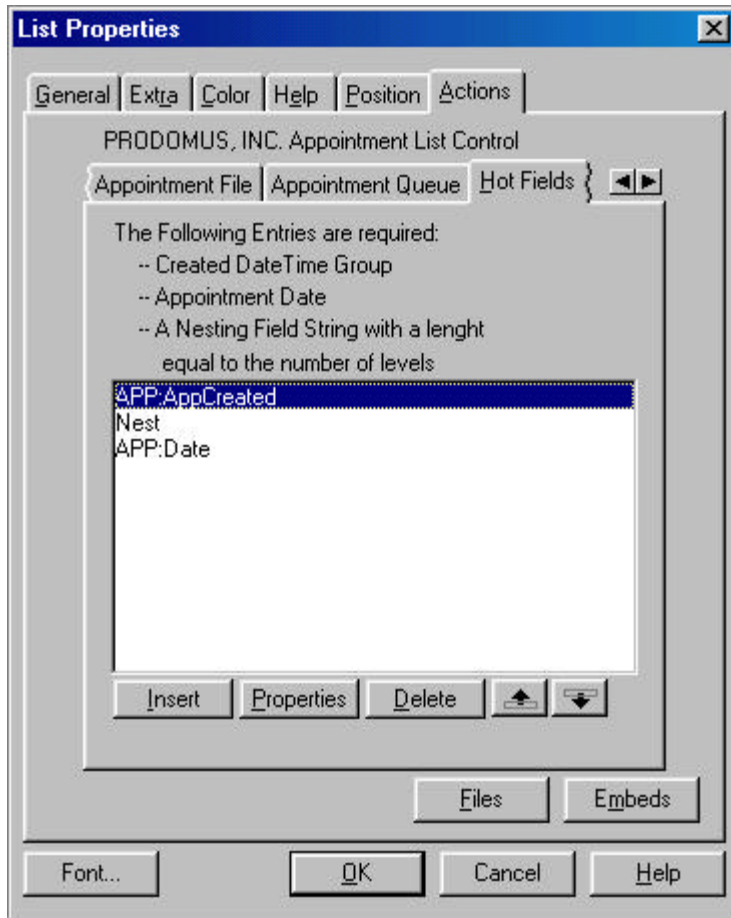 List Properties
General Extra Color Help Position Actions
PRODOMUS, INC. Appointment List Control
Appointment File Appointment Queue Hot Fields
The Following Entries are required:
-- Created DateTime Group
-- Appointment Date
-- A Nesting Field String with a lenght
equal to the number of levels
APP:AppCreated
Nest
APP:Date
Insert Properties Delete
Files Embeds
Font... OK Cancel Help